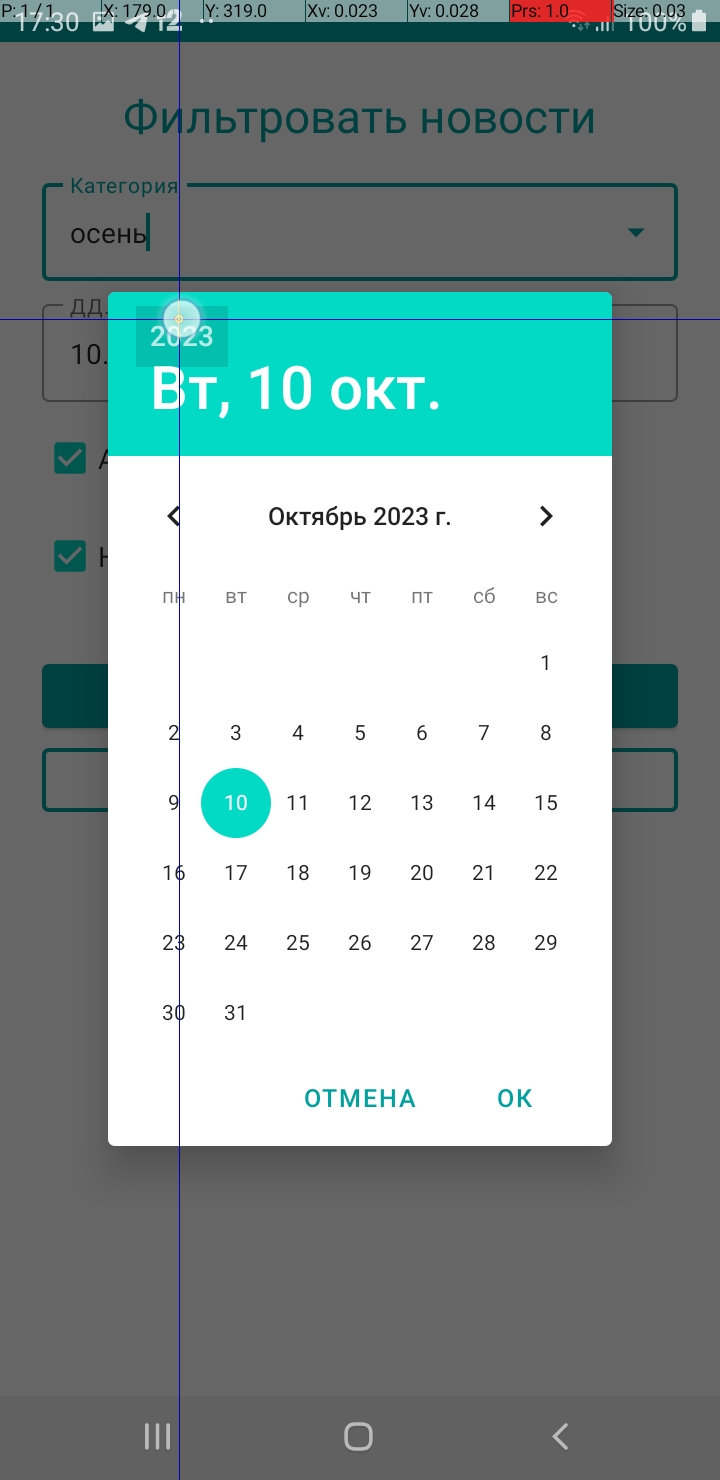 P: 1 / 1 X: 179.0 Y: 319.0 Xv: 0.023 Yv: 0.028 Prs: 1.0 Size: 0.03
17:30 100%
Фильтровать новости
Категория
осень
ДД.
10.
2023
Вт, 10 окт.
Октябрь 2023 г.
пн вт ср чт пт сб вс
1
2 3 4 5 6 7 8
9 10 11 12 13 14 15
16 17 18 19 20 21 22
23 24 25 26 27 28 29
30 31
ОТМЕНА ОК